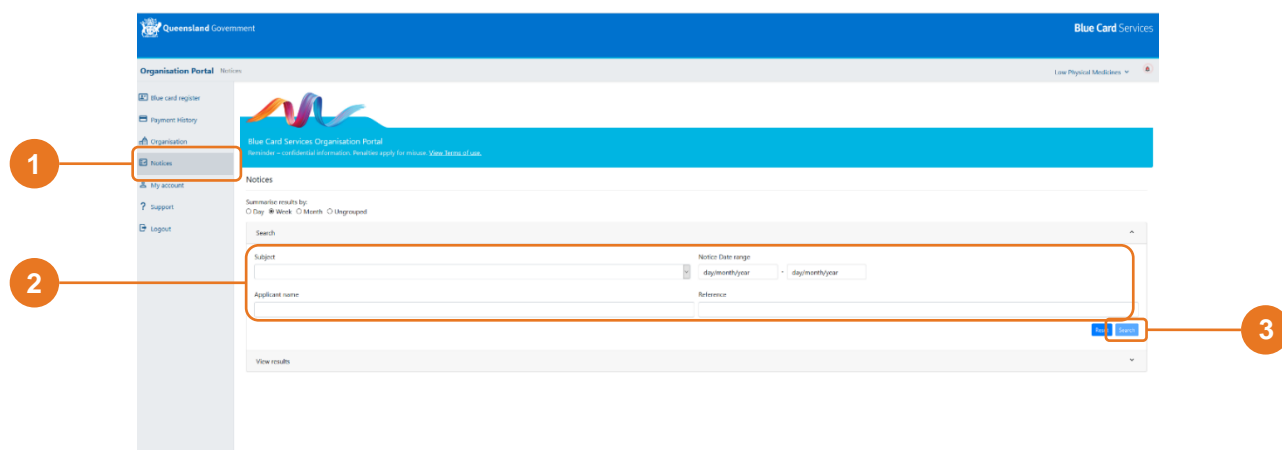 Queensland Government
Blue Card Services
Organisation Portal Notices
Low Physical Medicines
Blue card register
Payment History
Organisation
Blue Card Services Organisation Portal
Reminder – confidential information. Penalties apply for misuse. View Terms of use.
1
Notices
My account
Notices
Support
Summarise results by:
Day Week Month Ungrouped
Logout
Search
Subject
Notice Date range
2
day/month/year - day/month/year
Applicant name
Reference
Search
3
View results